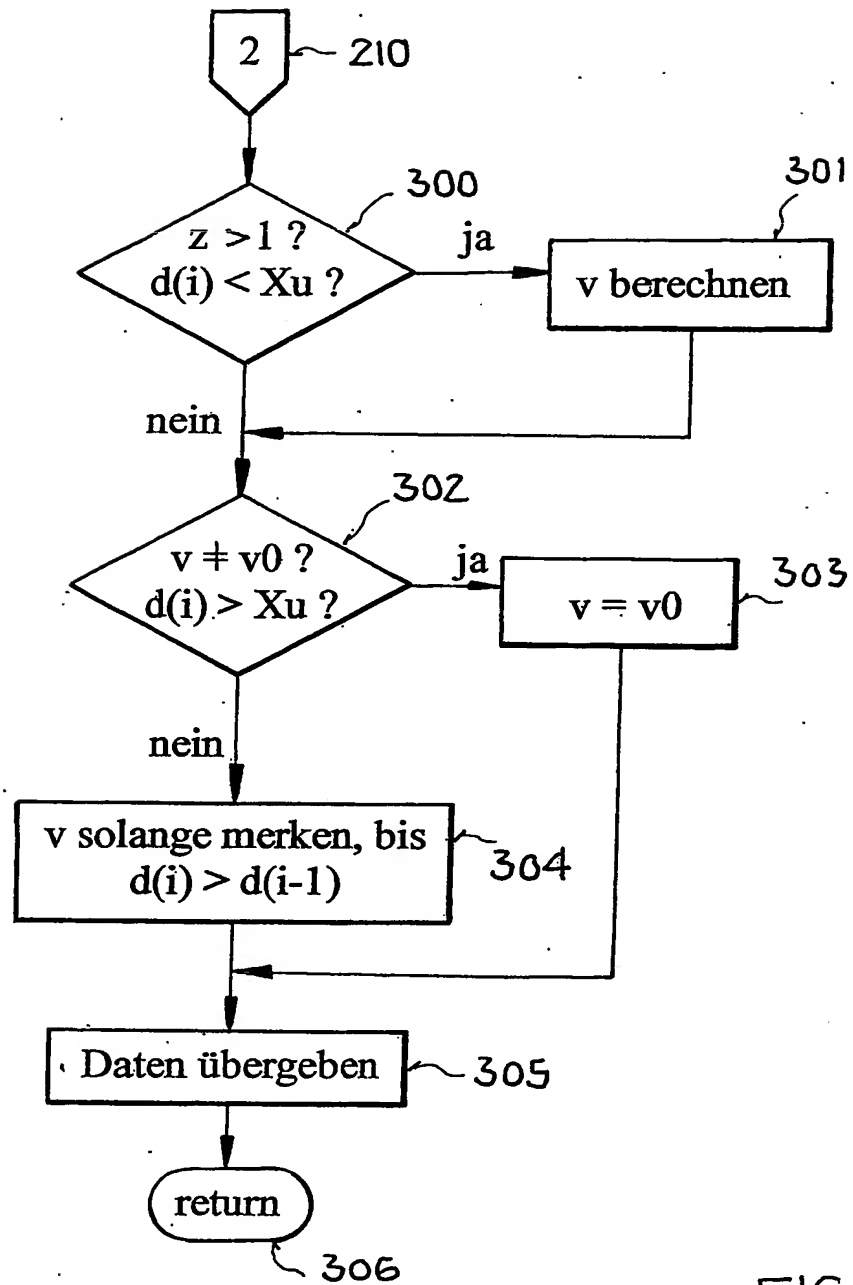 2
210
300
z >1 ?
d(i) < Xu ?
ja
301
v berechnen
nein
302
v ≠ v0 ?
d(i) > Xu ?
ja
303
v = v0
nein
v solange merken, bis
d(i) > d(i-1)
304
Daten übergeben
305
return
306
FIG